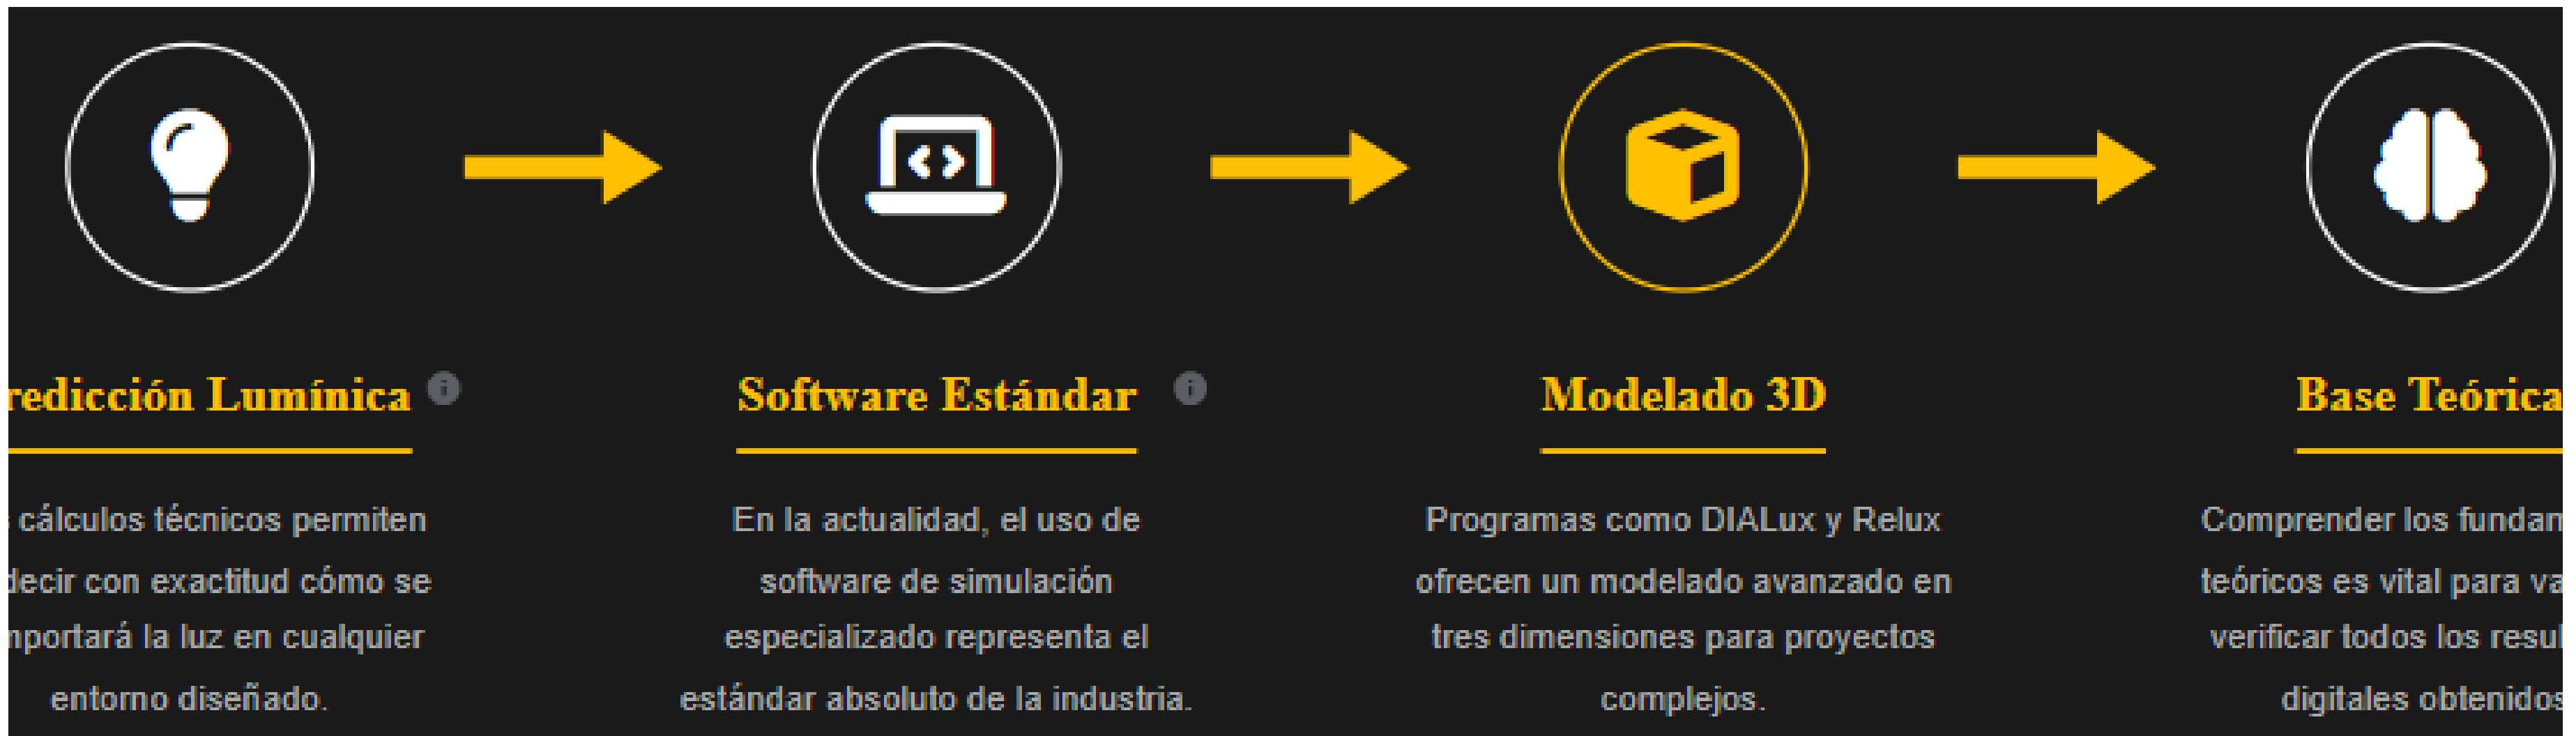 redicción Lumínica
cálculos técnicos permiten
decir con exactitud cómo se
mportará la luz en cualquier
entorno diseñado.
Software Estándar
En la actualidad, el uso de
software de simulación
especializado representa el
estándar absoluto de la industria.
Modelado 3D
Programas como DIALux y Relux
ofrecen un modelado avanzado en
tres dimensiones para proyectos
complejos.
Base Teórica
Comprender los fundam
teóricos es vital para va
verificar todos los resul
digitales obtenidos